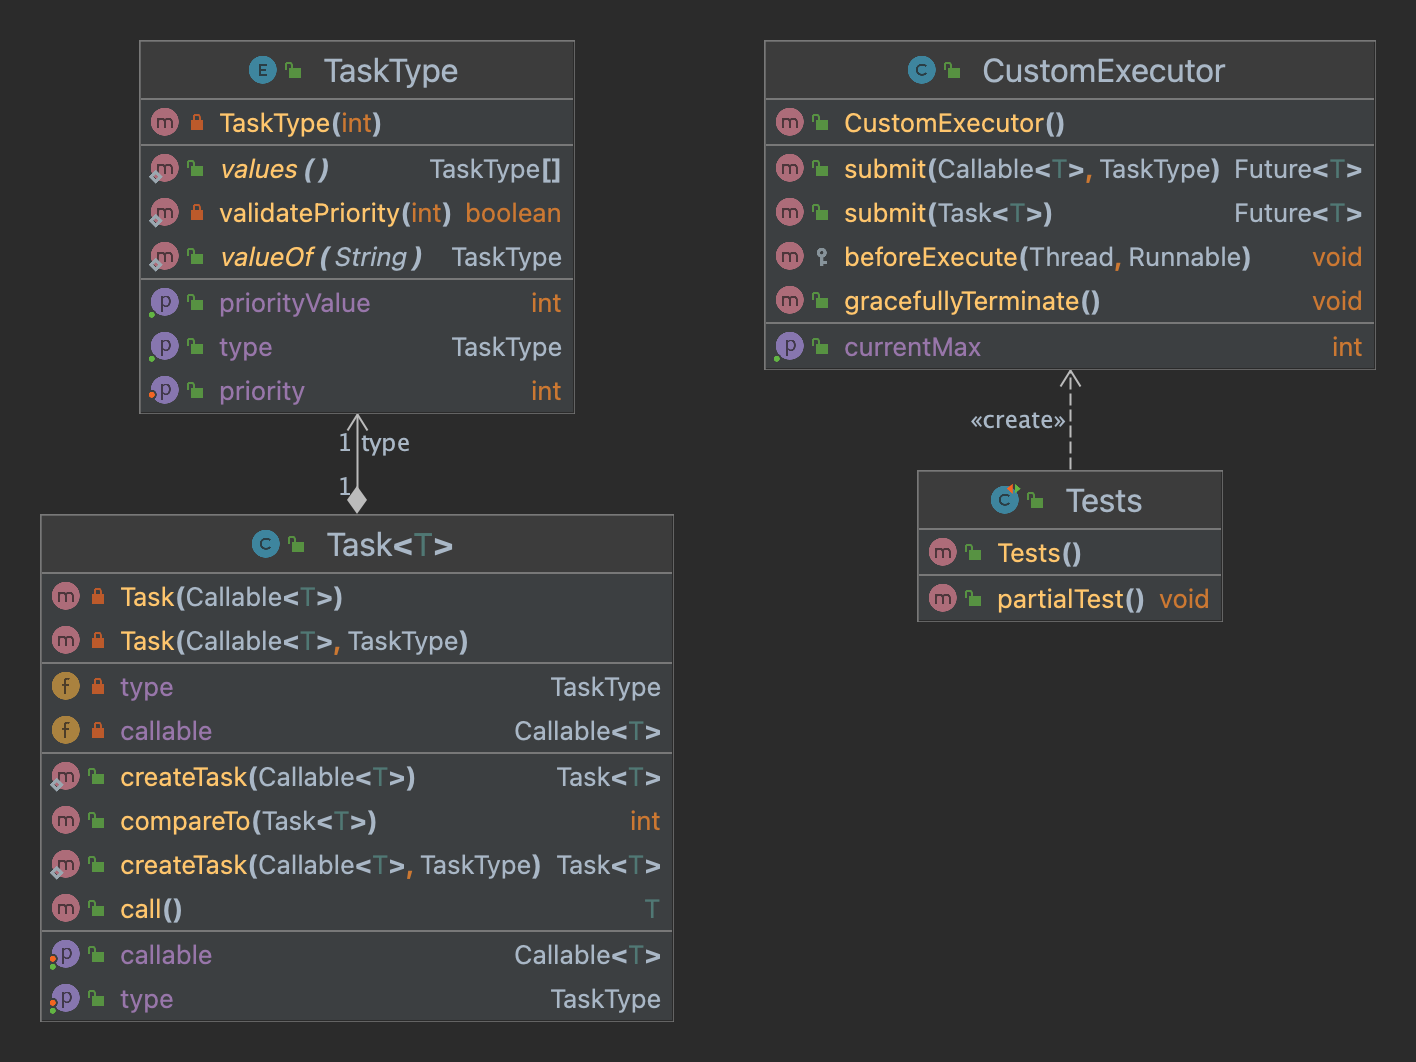 TaskType
TaskType(int)
values() TaskType[]
validatePriority(int) boolean
valueOf(String) TaskType
priorityValue int
type TaskType
priority int
1 type
1
Task<T>
Task(Callable<T>)
Task(Callable<T>, TaskType)
type TaskType
callable Callable<T>
createTask(Callable<T>) Task<T>
compareTo(Task<T>) int
createTask(Callable<T>, TaskType) Task<T>
call() T
callable Callable<T>
type TaskType
CustomExecutor
CustomExecutor()
submit(Callable<T>, TaskType) Future<T>
submit(Task<T>) Future<T>
beforeExecute(Thread, Runnable) void
gracefullyTerminate() void
currentMax int
«create»
Tests
Tests()
partialTest() void